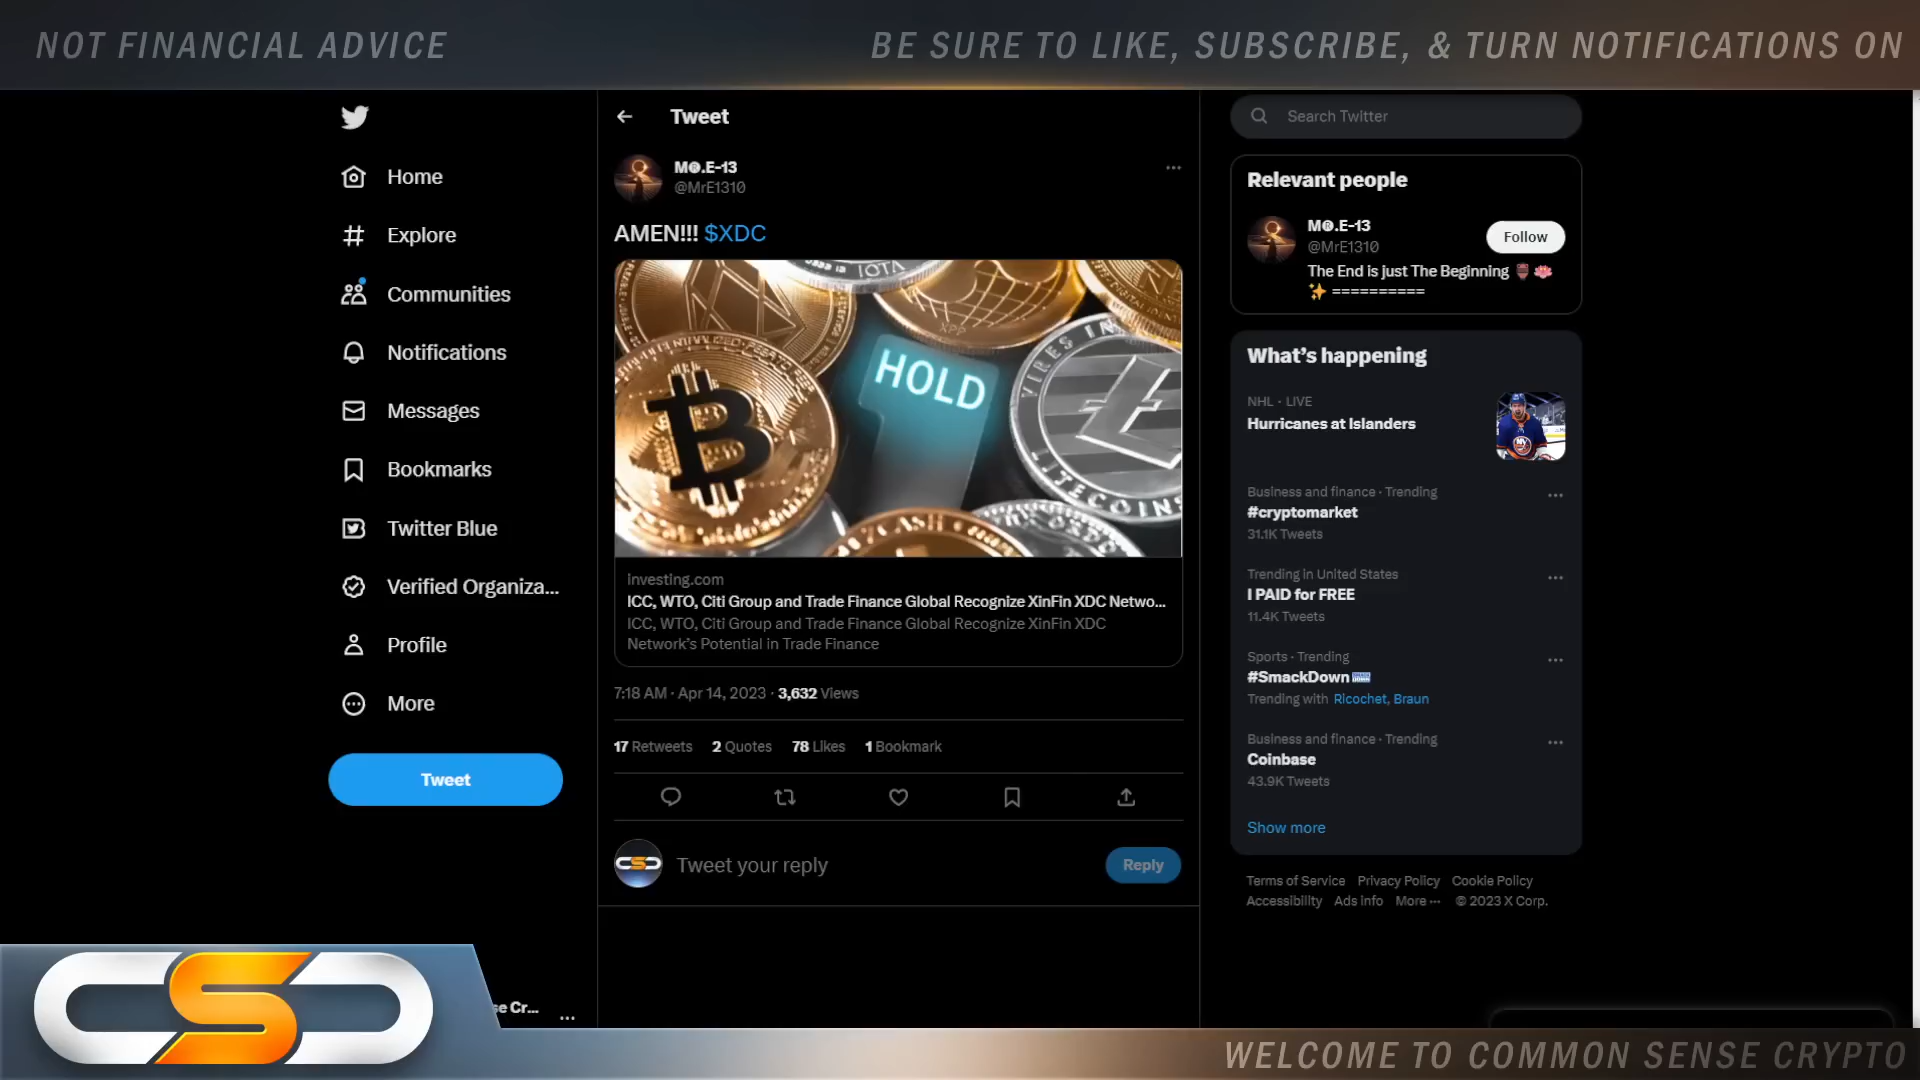 NOT FINANCIAL ADVICE
BE SURE TO LIKE, SUBSCRIBE, & TURN NOTIFICATIONS ON
Home
Explore
Communities
Notifications
Messages
Bookmarks
Twitter Blue
Verified Organiza...
Profile
More
Tweet
Tweet
M®.E-13
@MrE1310
AMEN!!! $XDC
IOTA
HOLD
VIRES IN
LITECOIN
CASH
investing.com
ICC, WTO, Citi Group and Trade Finance Global Recognize XinFin XDC Netwo...
ICC, WTO, Citi Group and Trade Finance Global Recognize XinFin XDC
Network's Potential in Trade Finance
7:18 AM · Apr 14, 2023 · 3,632 Views
17 Retweets 2 Quotes 78 Likes 1 Bookmark
Tweet your reply
Reply
Search Twitter
Relevant people
M®.E-13
@MrE1310
Follow
The End is just The Beginning
==========
What's happening
NHL · LIVE
Hurricanes at Islanders
Business and finance · Trending
#cryptomarket
31.1K Tweets
Trending in United States
I PAID for FREE
11.4K Tweets
Sports · Trending
#SmackDown
Trending with Ricochet, Braun
Business and finance · Trending
Coinbase
43.9K Tweets
Show more
Terms of Service Privacy Policy Cookie Policy
Accessibility Ads info More ··· © 2023 X Corp.
CSC
se Cr...
WELCOME TO COMMON SENSE CRYPTO